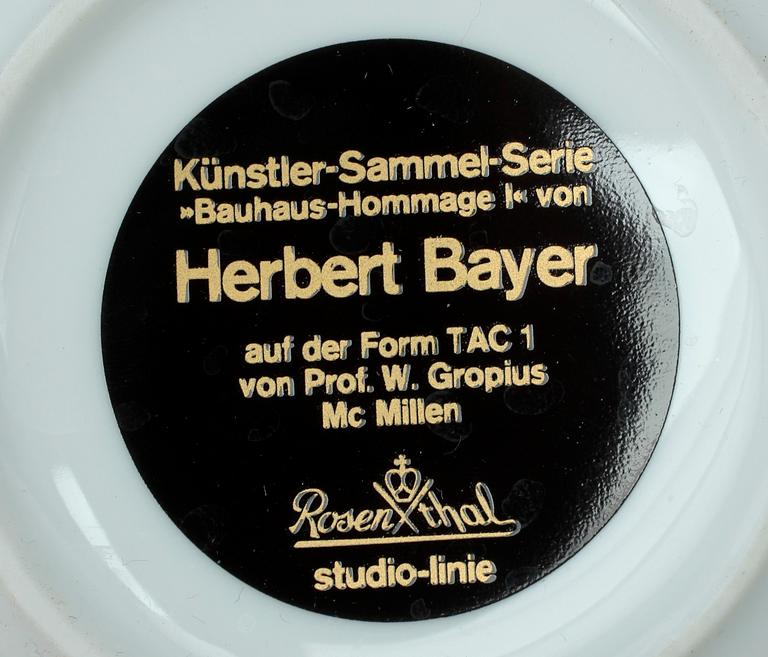 Künstler-Sammel-Serie
»Bauhaus-Hommage I« von
Herbert Bayer
auf der Form TAC 1
von Prof. W. Gropius
Mc Millen
Rosenthal
studio-linie